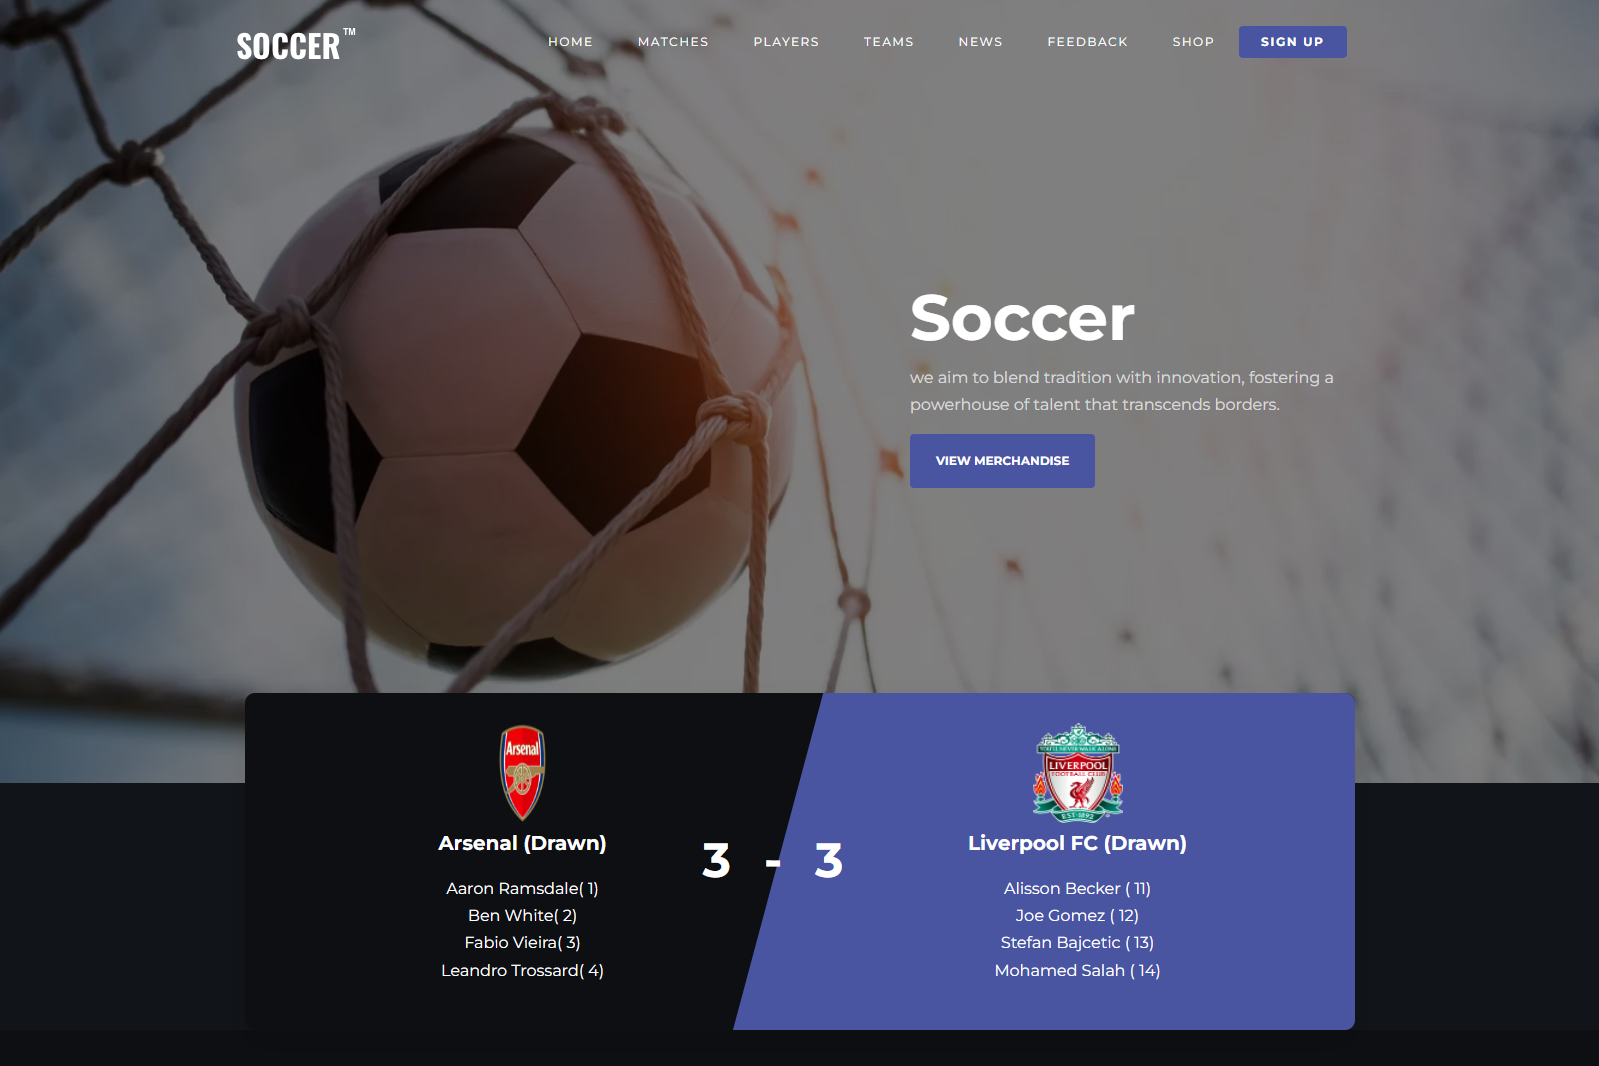 SOCCER™
HOME MATCHES PLAYERS TEAMS NEWS FEEDBACK SHOP SIGN UP
Soccer
we aim to blend tradition with innovation, fostering a
powerhouse of talent that transcends borders.
VIEW MERCHANDISE
Arsenal
Arsenal (Drawn)
Aaron Ramsdale( 1)
Ben White( 2)
Fabio Vieira( 3)
Leandro Trossard( 4)
3 - 3
YOU'LL NEVER WALK ALONE
LIVERPOOL
FOOTBALL CLUB
EST·1892
Liverpool FC (Drawn)
Alisson Becker ( 11)
Joe Gomez ( 12)
Stefan Bajcetic ( 13)
Mohamed Salah ( 14)